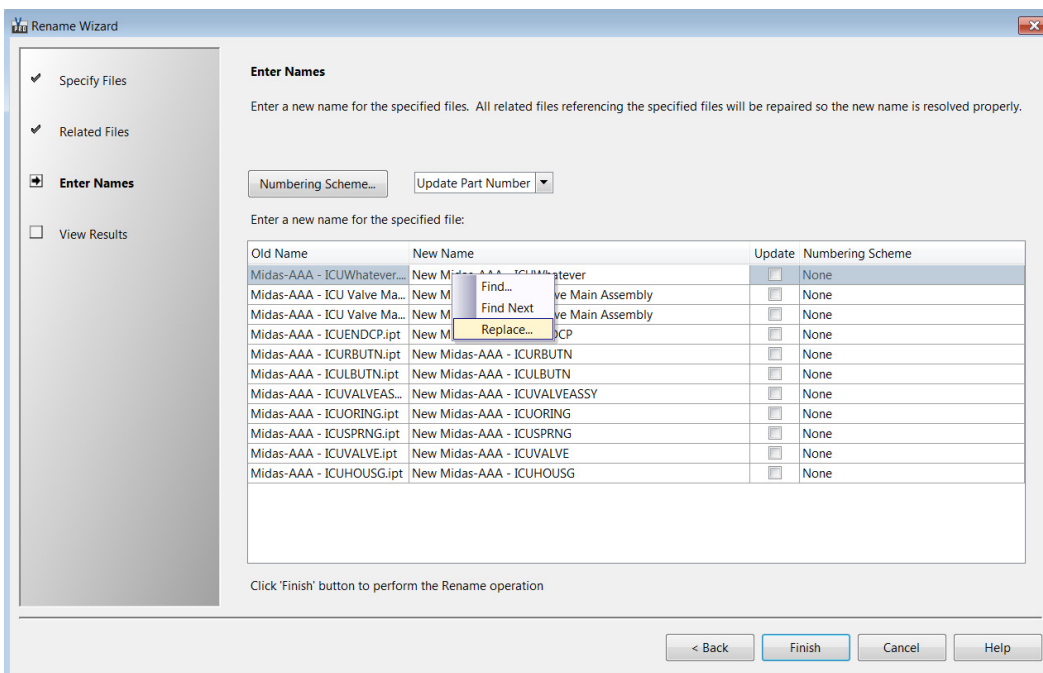 Rename Wizard
Specify Files
Related Files
Enter Names
View Results
Enter Names
Enter a new name for the specified files. All related files referencing the specified files will be repaired so the new name is resolved properly.
Numbering Scheme... Update Part Number
Enter a new name for the specified file:
Old Name New Name Update Numbering Scheme
Midas-AAA - ICUWhatever.... New Midas-AAA - ICUWhatever None
Midas-AAA - ICU Valve Ma... New M ve Main Assembly None
Midas-AAA - ICU Valve Ma... New M ve Main Assembly None
Midas-AAA - ICUENDCP.ipt New M DCP None
Midas-AAA - ICURBUTN.ipt New Midas-AAA - ICURBUTN None
Midas-AAA - ICULBUTN.ipt New Midas-AAA - ICULBUTN None
Midas-AAA - ICUVALVEAS... New Midas-AAA - ICUVALVEASSY None
Midas-AAA - ICUORING.ipt New Midas-AAA - ICUORING None
Midas-AAA - ICUSPRNG.ipt New Midas-AAA - ICUSPRNG None
Midas-AAA - ICUVALVE.ipt New Midas-AAA - ICUVALVE None
Midas-AAA - ICUHOUSG.ipt New Midas-AAA - ICUHOUSG None
Find...
Find Next
Replace...
Click 'Finish' button to perform the Rename operation
< Back Finish Cancel Help